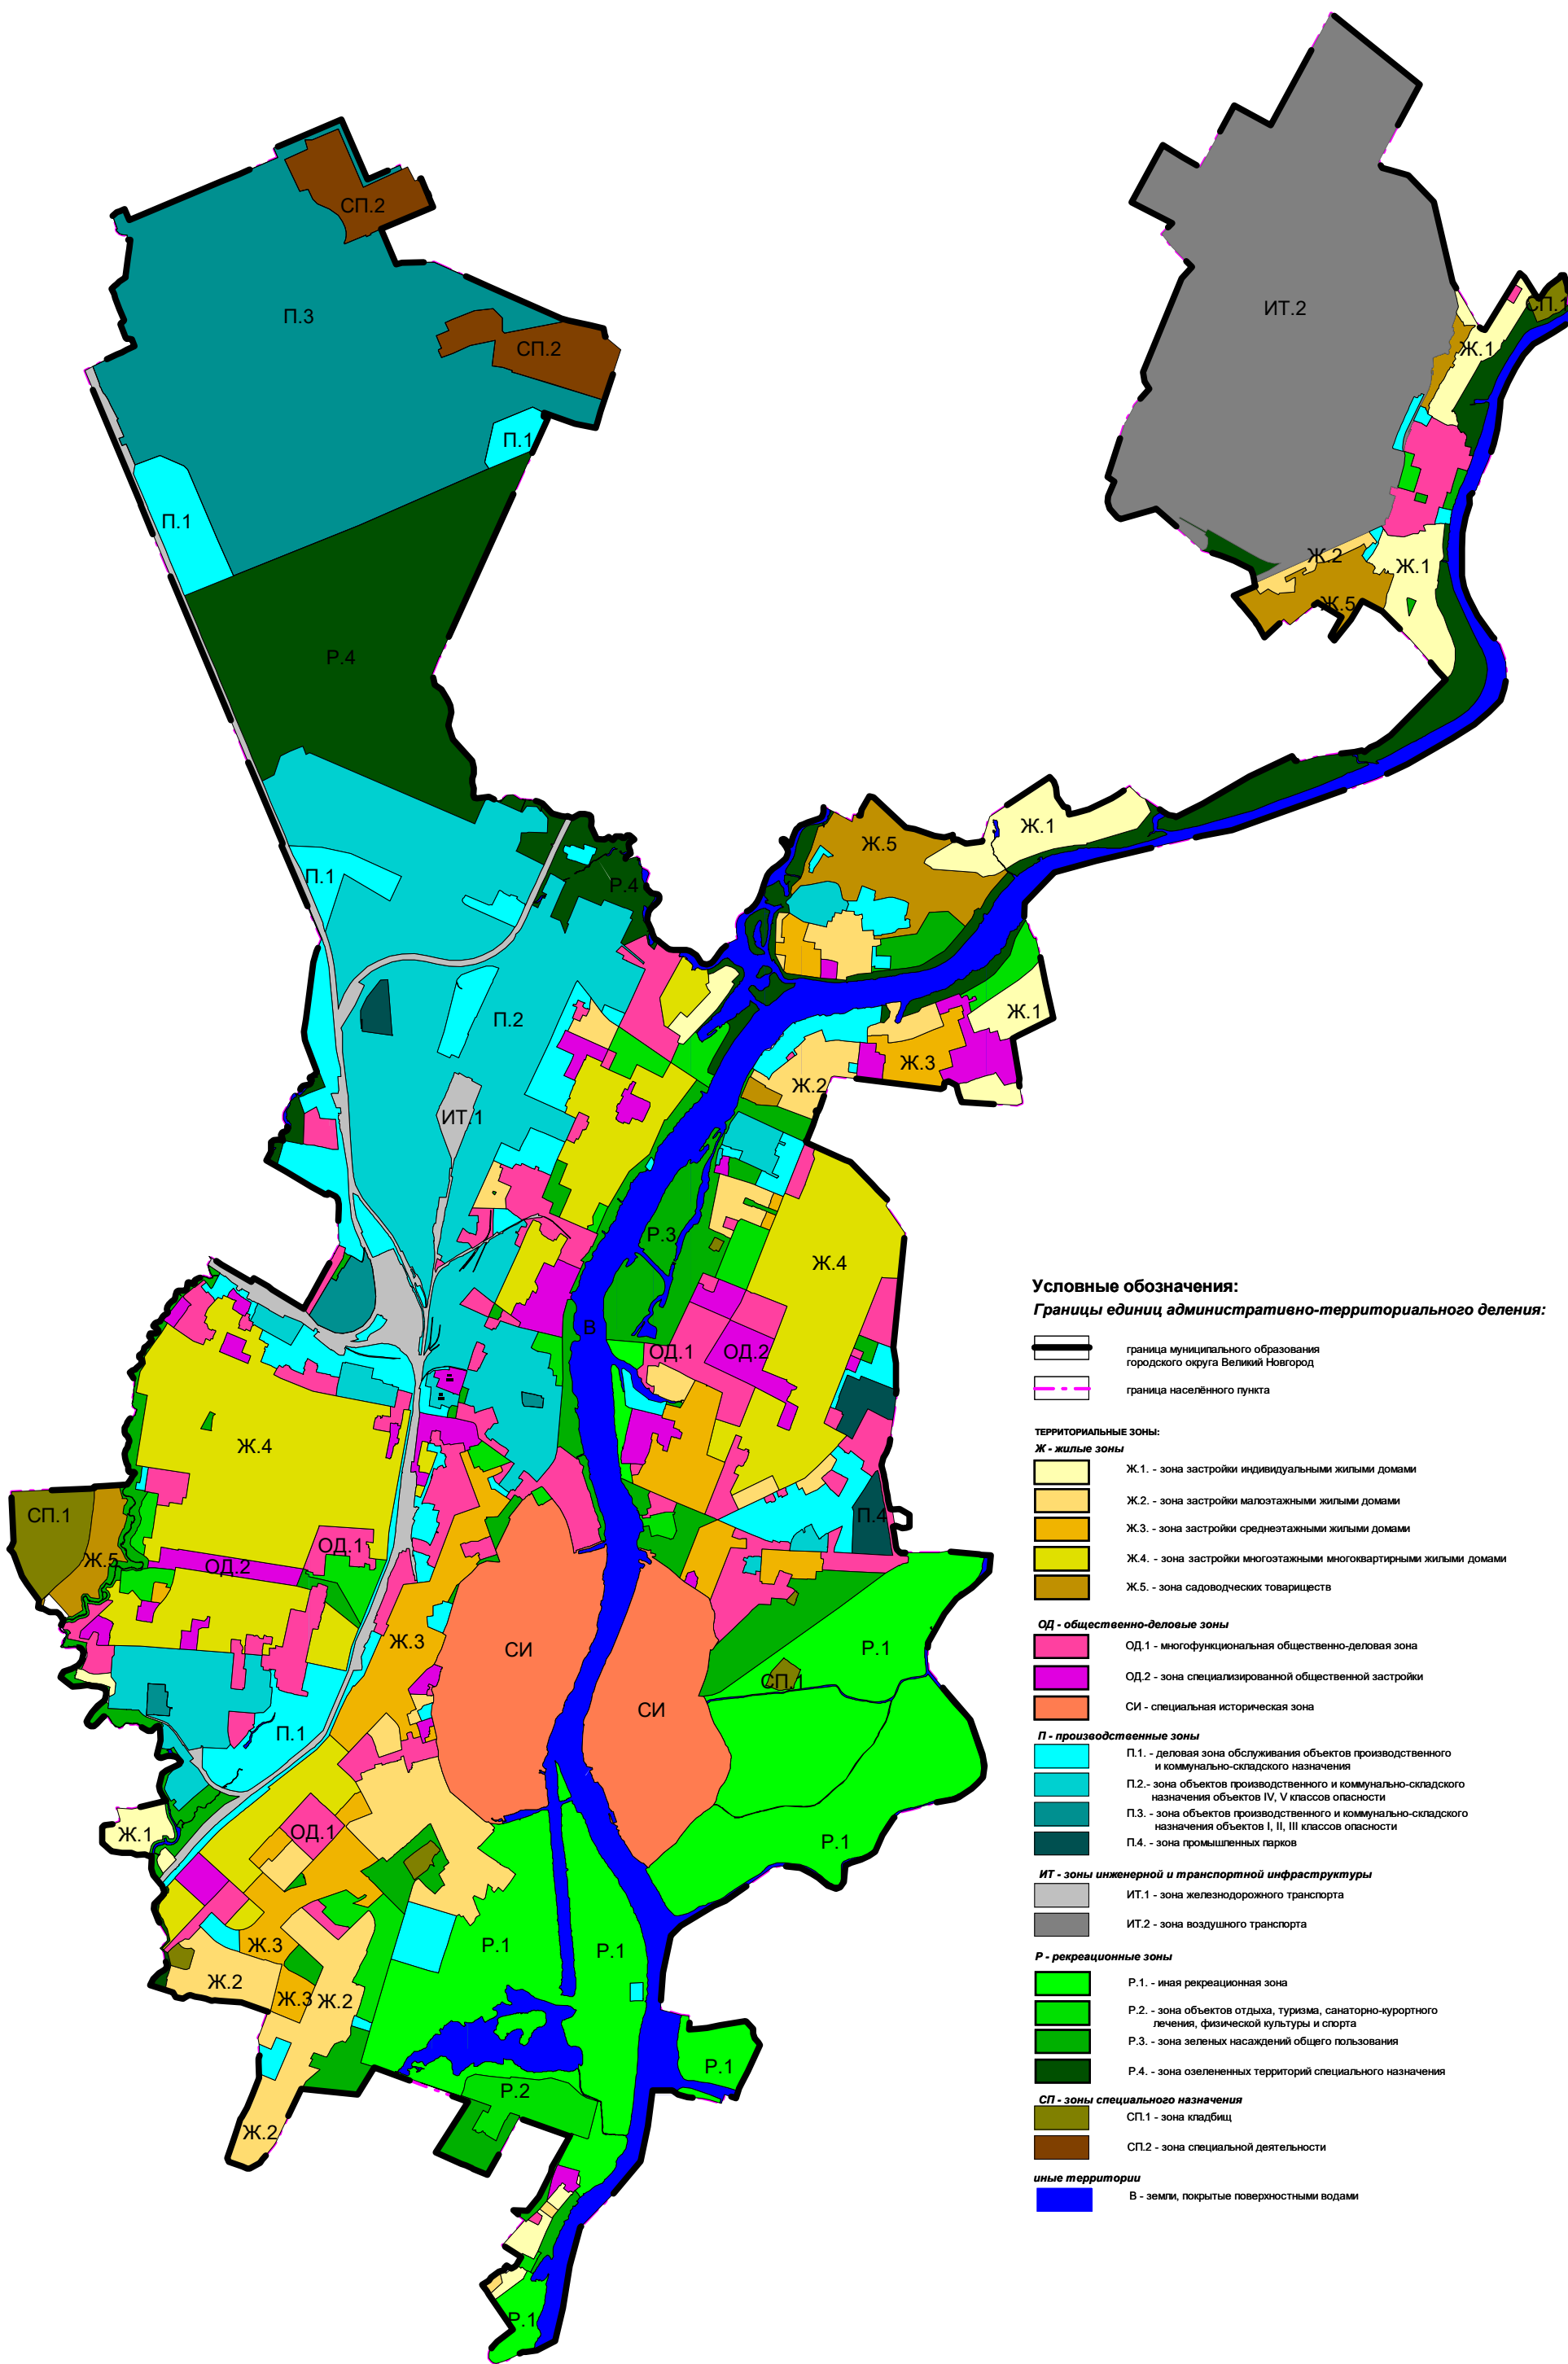 СП.2
П.3
СП.2
П.1
П.1
Р.4
ИТ.2
СП.1
Ж.1
Ж.2
Ж.1
Ж.5
Ж.5
Ж.1
П.1
Р.4
П.2
Ж.1
Ж.3
Ж.2
ИТ.1
Р.3
Ж.4
В
ОД.1
ОД.2
Ж.4
СП.1
П.4
ОД.1
Ж.5
ОД.2
Ж.3
СИ
Р.1
СП.1
СИ
П.1
ОД.1
Ж.1
Р.1
Р.1
Р.1
Ж.3
Ж.2
Ж.3
Ж.2
Р.1
Р.2
Ж.2
Р.1
Условные обозначения:
Границы единиц административно-территориального деления:
граница муниципального образования
городского округа Великий Новгород
граница населённого пункта
ТЕРРИТОРИАЛЬНЫЕ ЗОНЫ:
Ж - жилые зоны
Ж.1. - зона застройки индивидуальными жилыми домами
Ж.2. - зона застройки малоэтажными жилыми домами
Ж.3. - зона застройки среднеэтажными жилыми домами
Ж.4. - зона застройки многоэтажными многоквартирными жилыми домами
Ж.5. - зона садоводческих товариществ
ОД - общественно-деловые зоны
ОД.1 - многофункциональная общественно-деловая зона
ОД.2 - зона специализированной общественной застройки
СИ - специальная историческая зона
П - производственные зоны
П.1. - деловая зона обслуживания объектов производственного
и коммунально-складского назначения
П.2.- зона объектов производственного и коммунально-складского
назначения объектов IV, V классов опасности
П.3. - зона объектов производственного и коммунально-складского
назначения объектов I, II, III классов опасности
П.4. - зона промышленных парков
ИТ - зоны инженерной и транспортной инфраструктуры
ИТ.1 - зона железнодорожного транспорта
ИТ.2 - зона воздушного транспорта
Р - рекреационные зоны
Р.1. - иная рекреационная зона
Р.2. - зона объектов отдыха, туризма, санаторно-курортного
лечения, физической культуры и спорта
Р.3. - зона зеленых насаждений общего пользования
Р.4. - зона озелененных территорий специального назначения
СП - зоны специального назначения
СП.1 - зона кладбищ
СП.2 - зона специальной деятельности
иные территории
В - земли, покрытые поверхностными водами